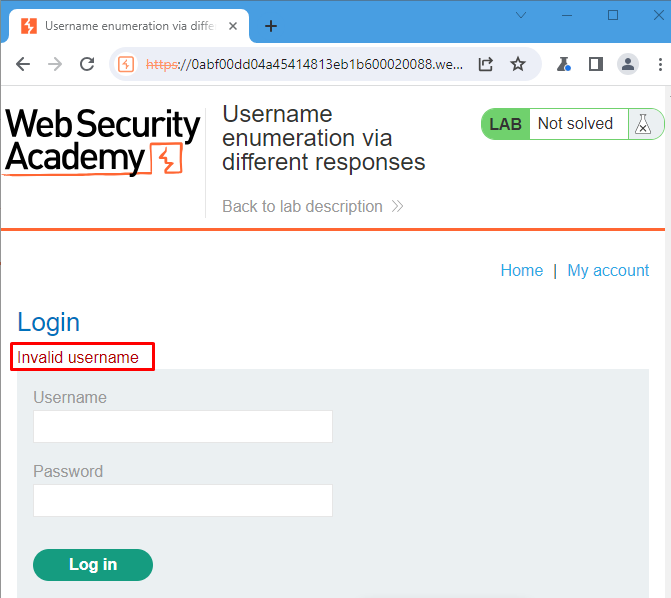 Username enumeration via diffe
https://0abf00dd04a45414813eb1b600020088.we...
Web Security
Academy
Username
enumeration via
different responses
LAB Not solved
Back to lab description
Home | My account
Login
Invalid username
Username
Password
Log in